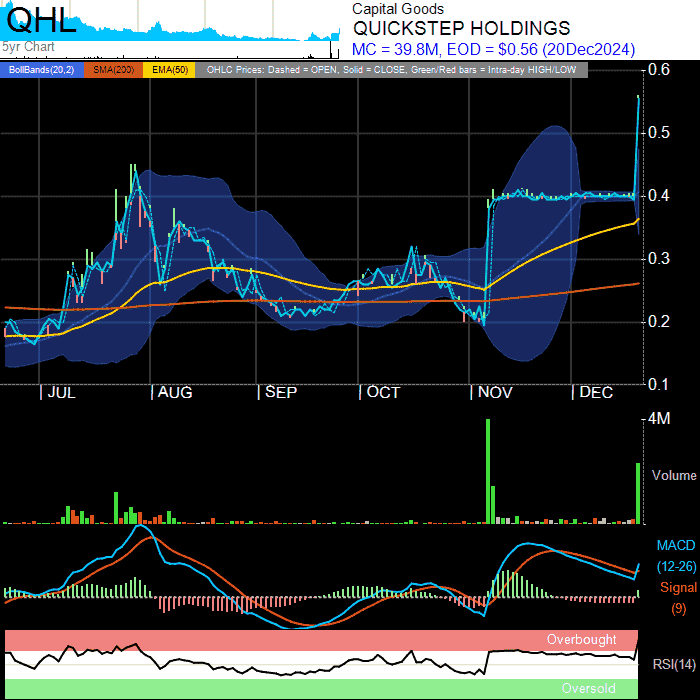 QHL
Capital Goods
QUICKSTEP HOLDINGS
5yr Chart
MC = 39.8M, EOD = $0.56 (20Dec2024)
BollBands(20,2) SMA(200) EMA(50) OHLC Prices: Dashed = OPEN, Solid = CLOSE, Green/Red bars = Intra-day HIGH/LOW
0.6
0.5
0.4
0.3
0.2
0.1
JUL AUG SEP OCT NOV DEC
4M
Volume
MACD
(12-26)
Signal
(9)
Overbought
RSI(14)
Oversold